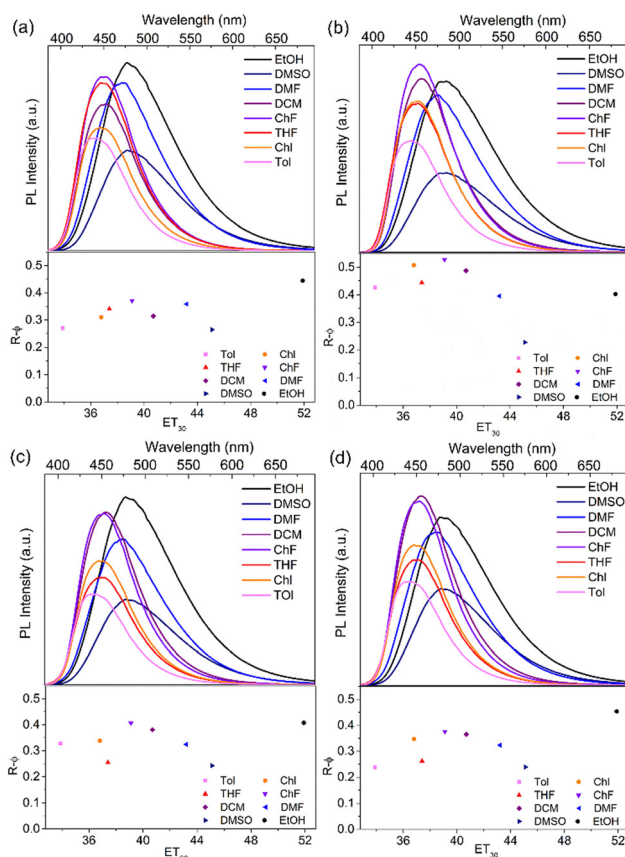 (a)
Wavelength (nm)
400 450 500 550 600 650
PL Intensity (a.u.)
EtOH
DMSO
DMF
DCM
ChF
THF
Chl
Tol
R-ϕ
0.5
0.4
0.3
0.2
0.1
0.0
Tol Chl
THF ChF
DCM DMF
DMSO EtOH
36 40 44 48 52
ET30
(b)
Wavelength (nm)
400 450 500 550 600 650
PL Intensity (a.u.)
EtOH
DMSO
DMF
DCM
ChF
THF
Chl
Tol
R-ϕ
0.5
0.4
0.3
0.2
0.1
0.0
Tol Chl
THF ChF
DCM DMF
DMSO EtOH
36 40 44 48 52
ET30
(c)
Wavelength (nm)
400 450 500 550 600 650
PL Intensity (a.u.)
EtOH
DMSO
DMF
DCM
ChF
THF
Chl
TOl
R-ϕ
0.5
0.4
0.3
0.2
0.1
0.0
Tol Chl
THF ChF
DCM DMF
DMSO EtOH
36 40 44 48 52
(d)
Wavelength (nm)
400 450 500 550 600 650
PL Intensity (a.u.)
EtOH
DMSO
DMF
DCM
ChF
THF
Chl
Tol
R-ϕ
0.5
0.4
0.3
0.2
0.1
0.0
Tol Chl
THF ChF
DCM DMF
DMSO EtOH
36 40 44 48 52